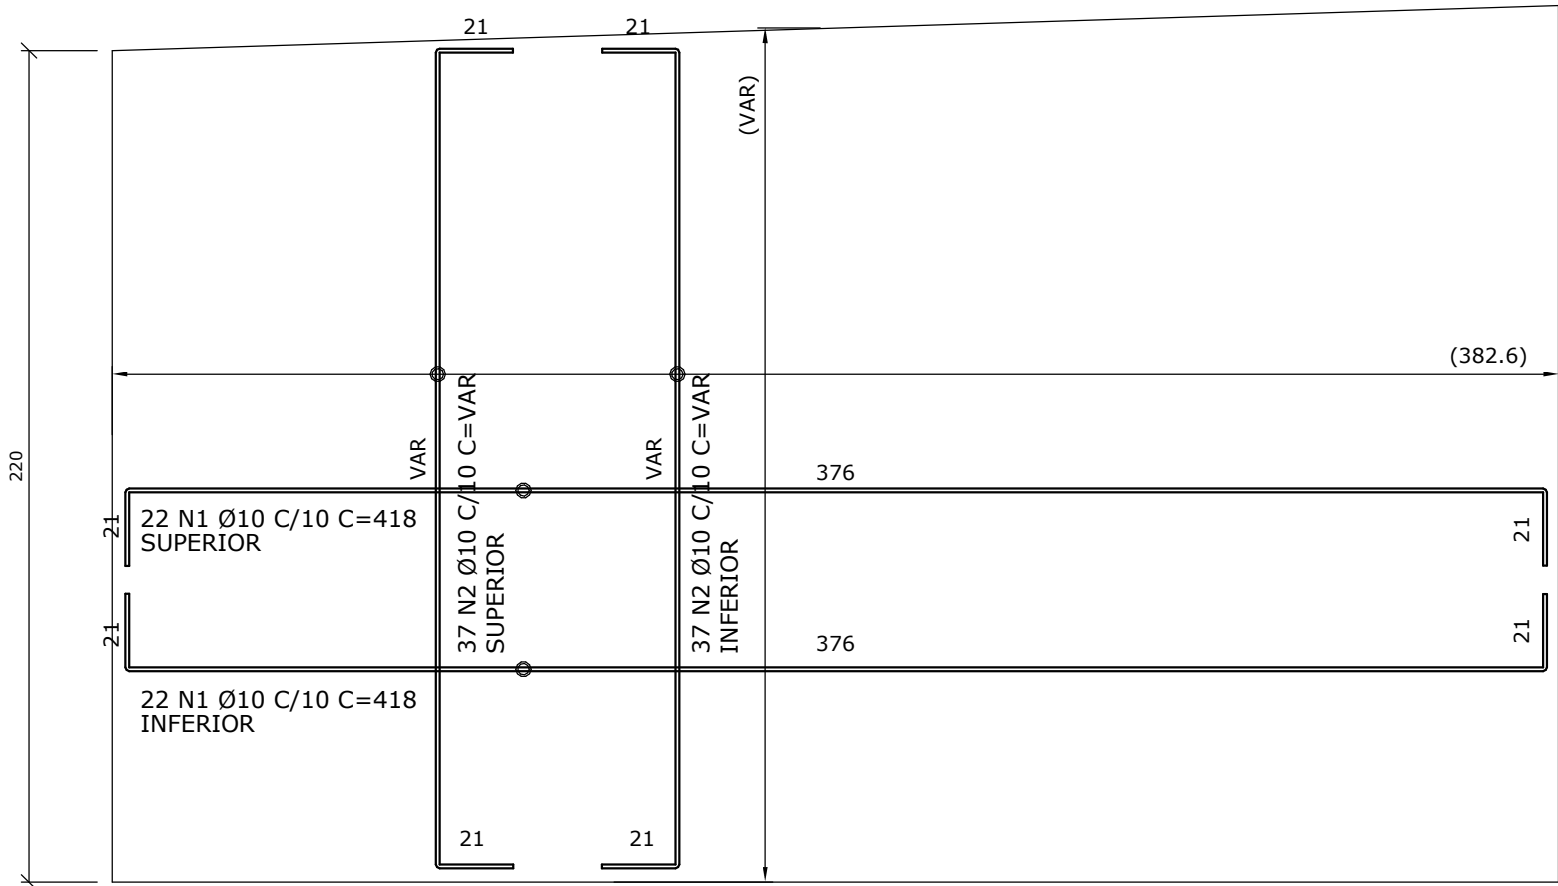 21
21
(VAR)
(382.6)
220
VAR
37 N2 Ø10 C/10 C=VAR
SUPERIOR
VAR
37 N2 Ø10 C/10 C=VAR
INFERIOR
376
21
22 N1 Ø10 C/10 C=418
SUPERIOR
21
21
376
21
22 N1 Ø10 C/10 C=418
INFERIOR
21
21